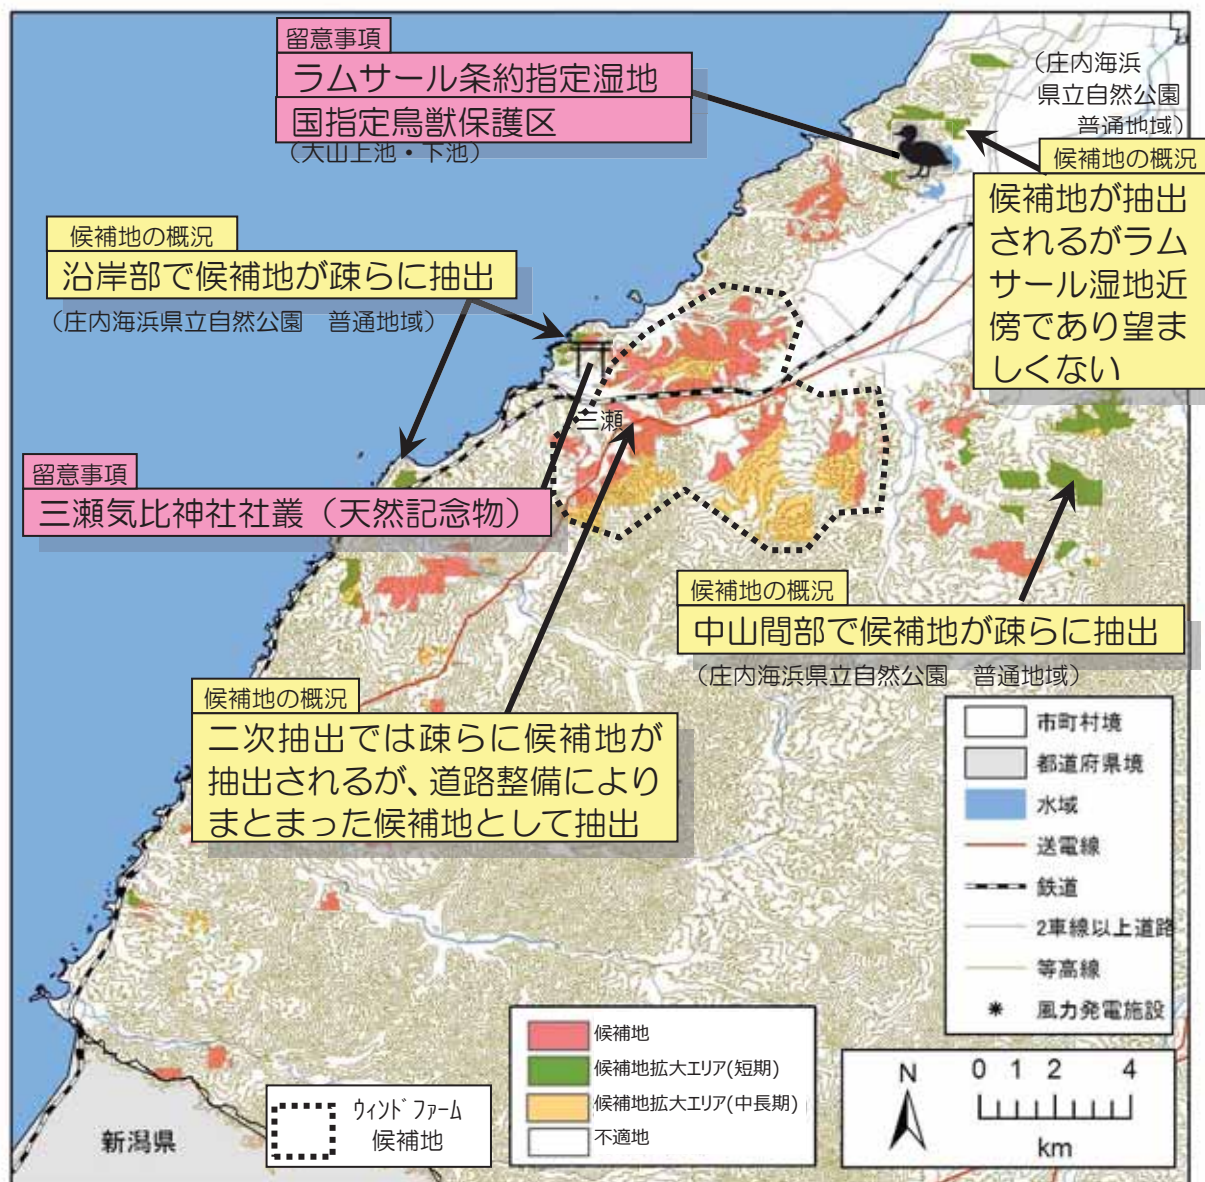 留意事項
ラムサール条約指定湿地
国指定鳥獣保護区
（大山上池・下池）
（庄内海浜
県立自然公園
普通地域）
候補地の概況
候補地が抽出
されるがラム
サール湿地近
傍であり望ま
しくない
候補地の概況
沿岸部で候補地が疎らに抽出
（庄内海浜県立自然公園　普通地域）
三瀬
留意事項
三瀬気比神社社叢（天然記念物）
候補地の概況
中山間部で候補地が疎らに抽出
（庄内海浜県立自然公園　普通地域）
候補地の概況
二次抽出では疎らに候補地が
抽出されるが、道路整備により
まとまった候補地として抽出
市町村境
都道府県境
水域
送電線
鉄道
2車線以上道路
等高線
風力発電施設
候補地
候補地拡大エリア(短期)
候補地拡大エリア(中長期)
不適地
ウィンドファーム
候補地
新潟県
N
0 1 2 4
km